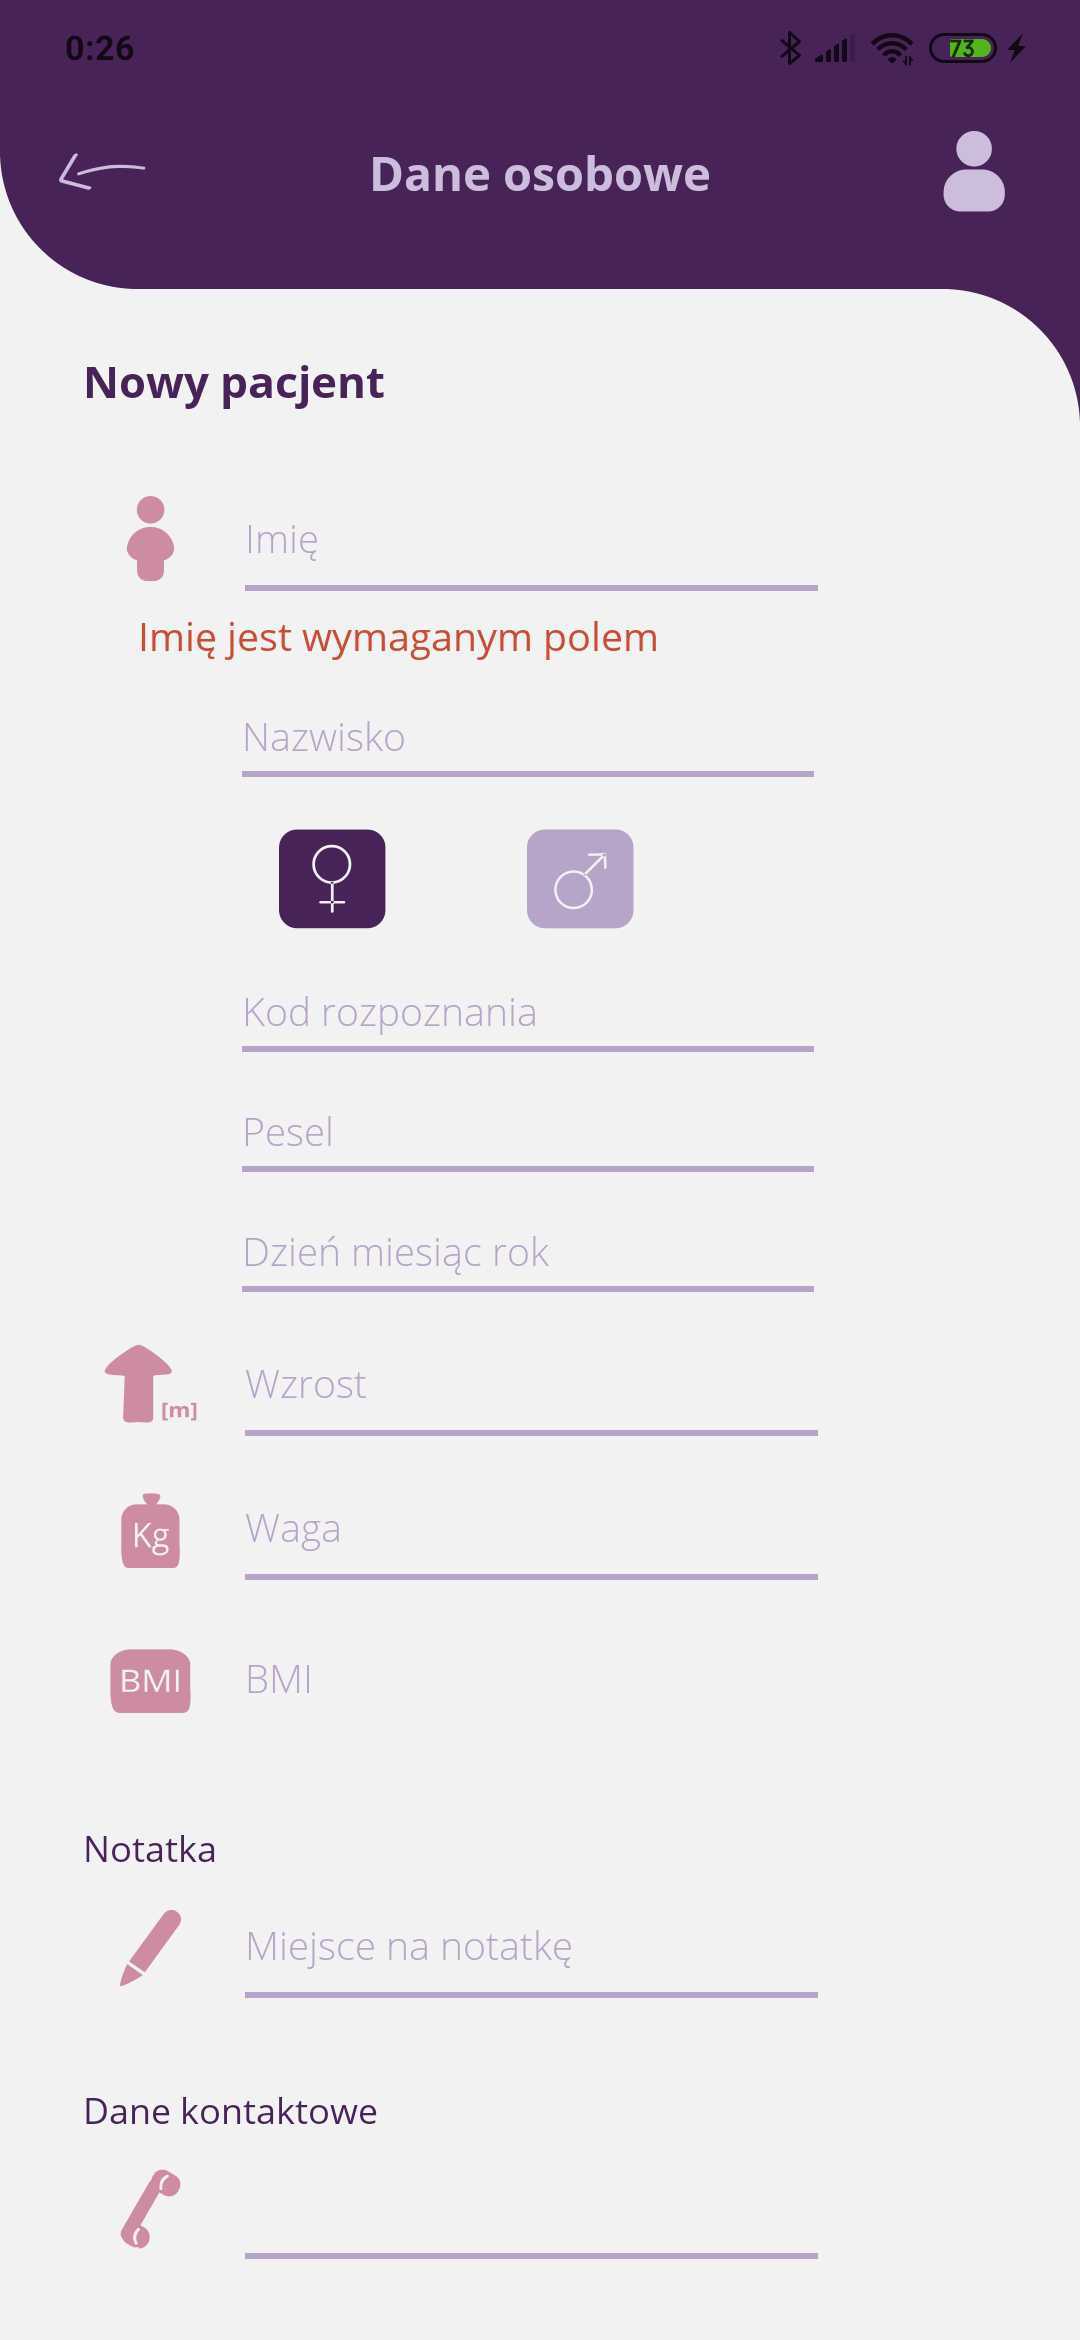 0:26
73
Dane osobowe
Nowy pacjent
Imię
Imię jest wymaganym polem
Nazwisko
Kod rozpoznania
Pesel
Dzień miesiąc rok
[m]
Wzrost
Kg
Waga
BMI
BMI
Notatka
Miejsce na notatkę
Dane kontaktowe